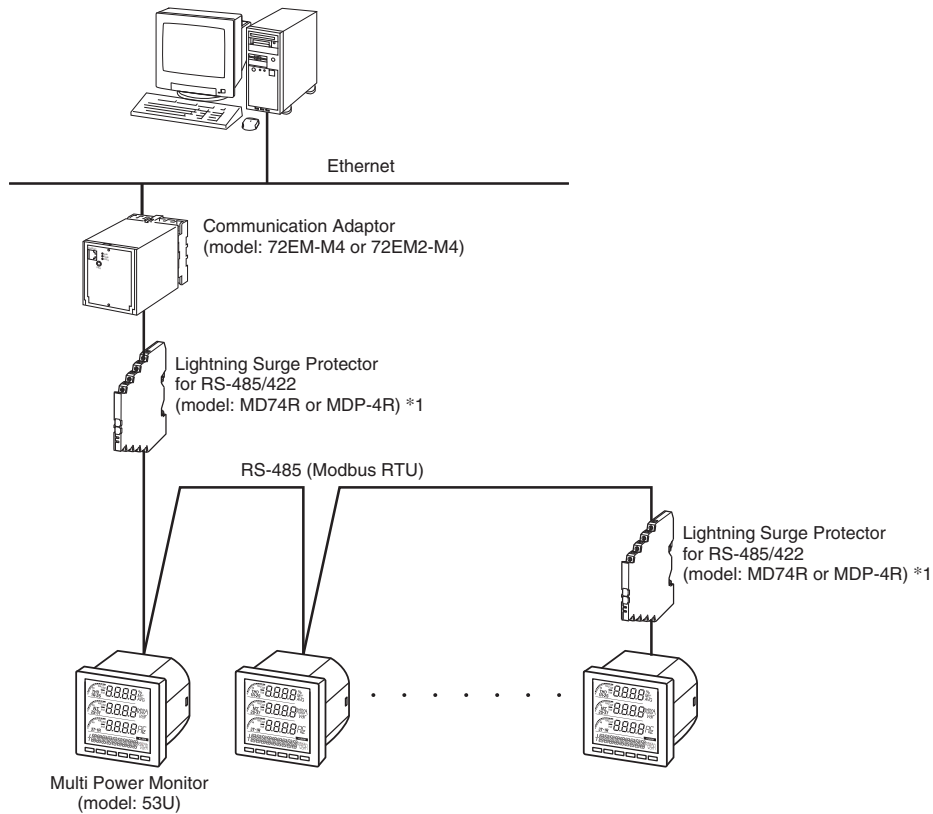 Ethernet
Communication Adaptor
(model: 72EM-M4 or 72EM2-M4)
Lightning Surge Protector
for RS-485/422
(model: MD74R or MDP-4R) *1
RS-485 (Modbus RTU)
Lightning Surge Protector
for RS-485/422
(model: MD74R or MDP-4R) *1
Multi Power Monitor
(model: 53U)